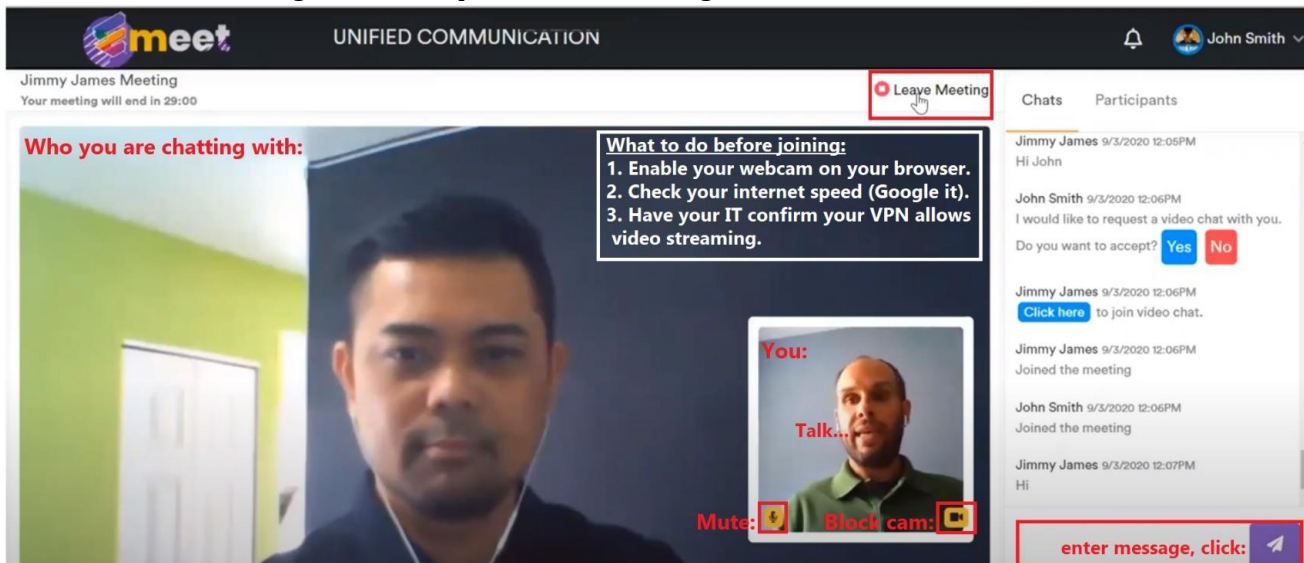 meet
UNIFIED COMMUNICATION
John Smith
Jimmy James Meeting
Your meeting will end in 29:00
Leave Meeting
Chats Participants
Who you are chatting with:
What to do before joining:
1. Enable your webcam on your browser.
2. Check your internet speed (Google it).
3. Have your IT confirm your VPN allows
video streaming.
You:
Talk...
Mute:
Block cam:
Jimmy James 9/3/2020 12:05PM
Hi John
John Smith 9/3/2020 12:06PM
I would like to request a video chat with you.
Do you want to accept? Yes No
Jimmy James 9/3/2020 12:06PM
Click here to join video chat.
Jimmy James 9/3/2020 12:06PM
Joined the meeting
John Smith 9/3/2020 12:06PM
Joined the meeting
Jimmy James 9/3/2020 12:07PM
Hi
enter message, click: